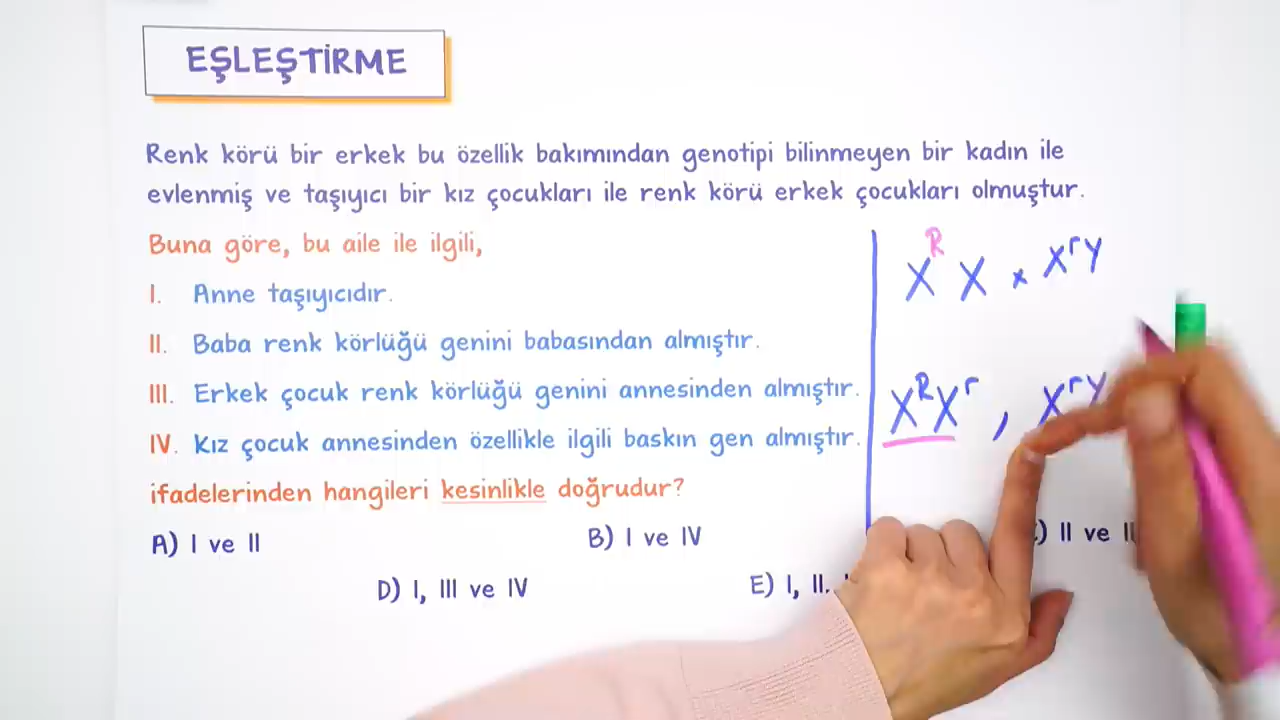 EŞLEŞTİRME
Renk körü bir erkek bu özellik bakımından genotipi bilinmeyen bir kadın ile
evlenmiş ve taşıyıcı bir kız çocukları ile renk körü erkek çocukları olmuştur.
Buna göre, bu aile ile ilgili,
I. Anne taşıyıcıdır.
II. Baba renk körlüğü genini babasından almıştır.
III. Erkek çocuk renk körlüğü genini annesinden almıştır.
IV. Kız çocuk annesinden özellikle ilgili baskın gen almıştır.
ifadelerinden hangileri kesinlikle doğrudur?
A) I ve II
B) I ve IV
) II ve
D) I, III ve IV
E) I, II,
X^R X x X^r Y
X^R X^r , X^r Y